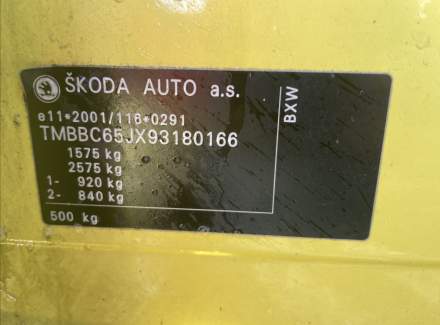 ŠKODA AUTO a.s.
e11*2001/116*0291
TMBBC65JX93180166
1575 kg
2575 kg
1- 920 kg
2- 840 kg
500 kg
BXW